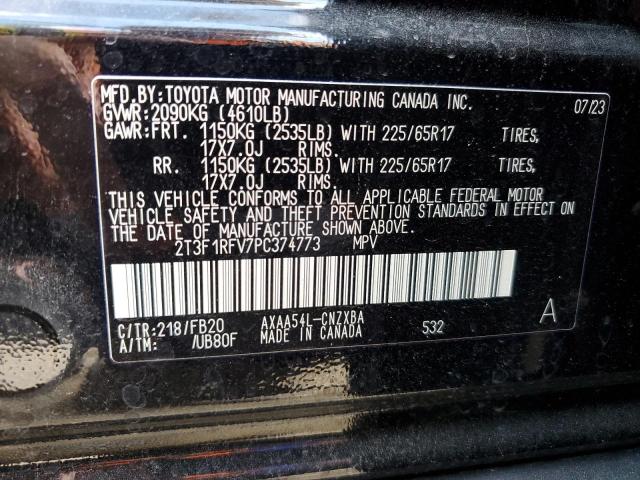 MFD.BY:TOYOTA MOTOR MANUFACTURING CANADA INC. 07/23
GVWR:2090KG (4610LB)
GAWR:FRT. 1150KG (2535LB) WITH 225/65R17 TIRES,
17X7.0J RIMS.
RR. 1150KG (2535LB) WITH 225/65R17 TIRES,
17X7.0J RIMS.
THIS VEHICLE CONFORMS TO ALL APPLICABLE FEDERAL MOTOR
VEHICLE SAFETY AND THEFT PREVENTION STANDARDS IN EFFECT ON
THE DATE OF MANUFACTURE SHOWN ABOVE.
2T3F1RFV7PC374773 MPV
C/TR:218/FB20 AXAA54L-CNZXBA 532 A
A/TM: /UB80F MADE IN CANADA